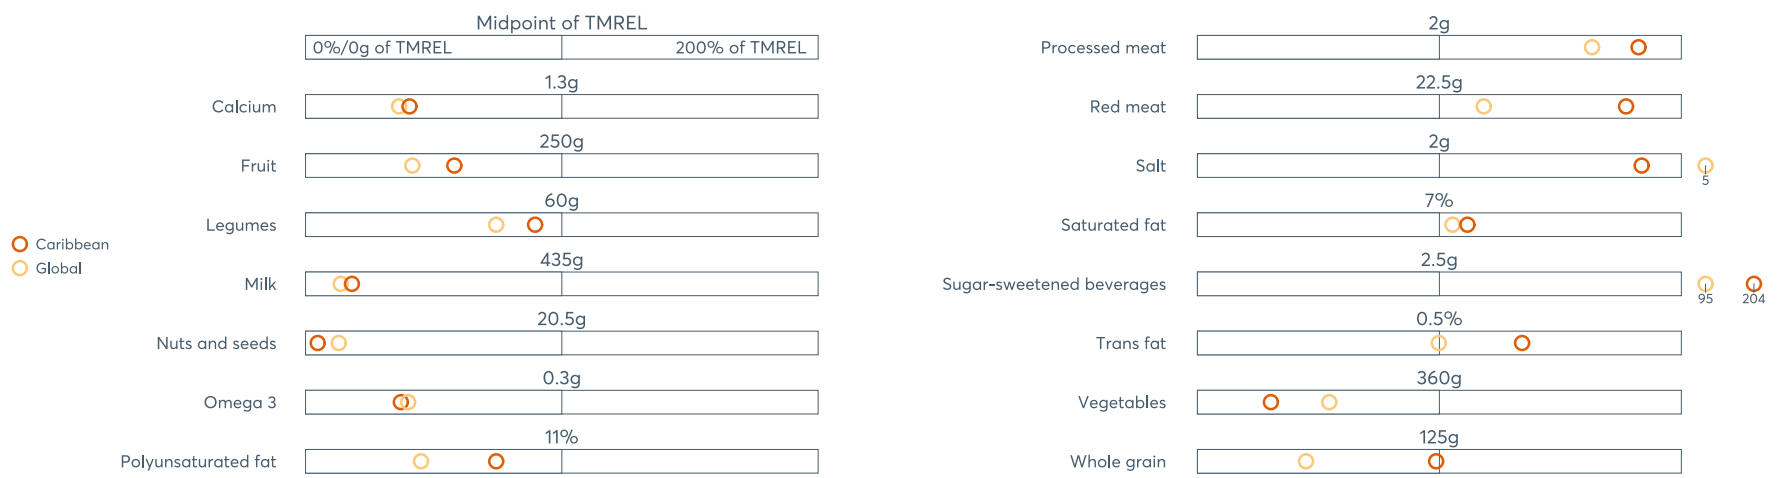 Midpoint of TMREL
0%/0g of TMREL 200% of TMREL
1.3g
Calcium
250g
Fruit
60g
Legumes
435g
Milk
20.5g
Nuts and seeds
0.3g
Omega 3
11%
Polyunsaturated fat
Caribbean
Global
2g
Processed meat
22.5g
Red meat
2g
Salt
5
7%
Saturated fat
2.5g
Sugar-sweetened beverages
95 204
0.5%
Trans fat
360g
Vegetables
125g
Whole grain